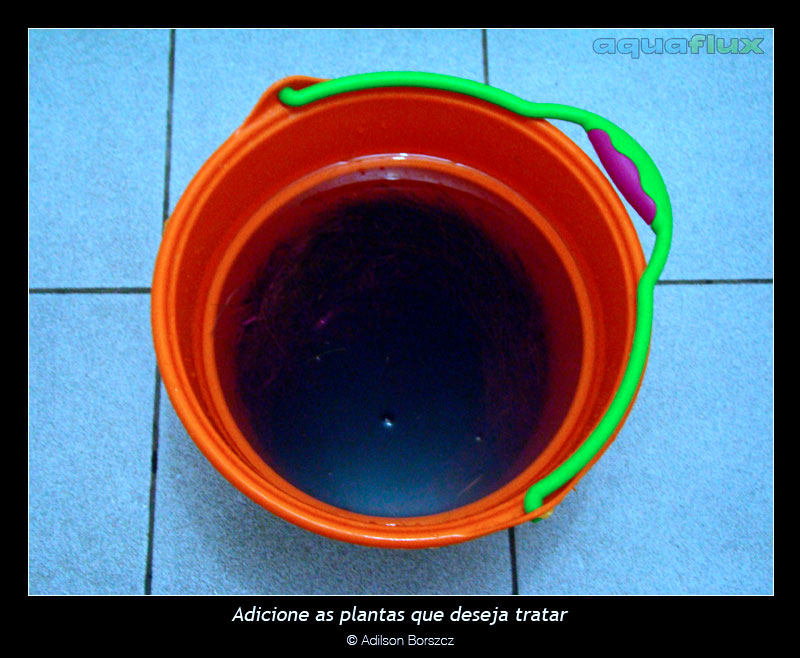 aquaflux
Adicione as plantas que deseja tratar
© Adilson Borszcz